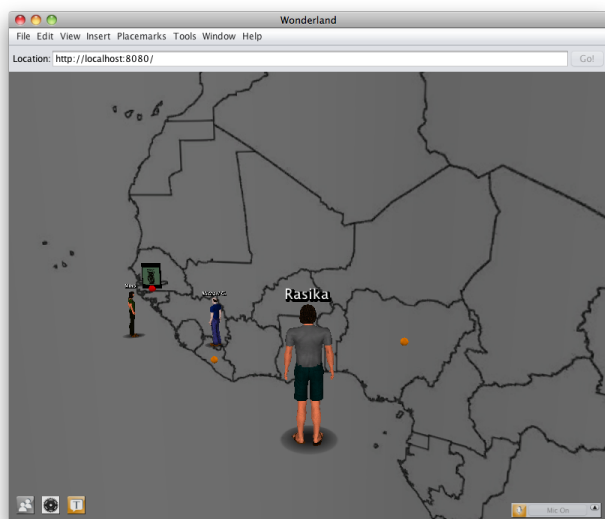 Wonderland
File Edit View Insert Placemarks Tools Window Help
Location: http://localhost:8080/ Go!
Rasika
Mic On